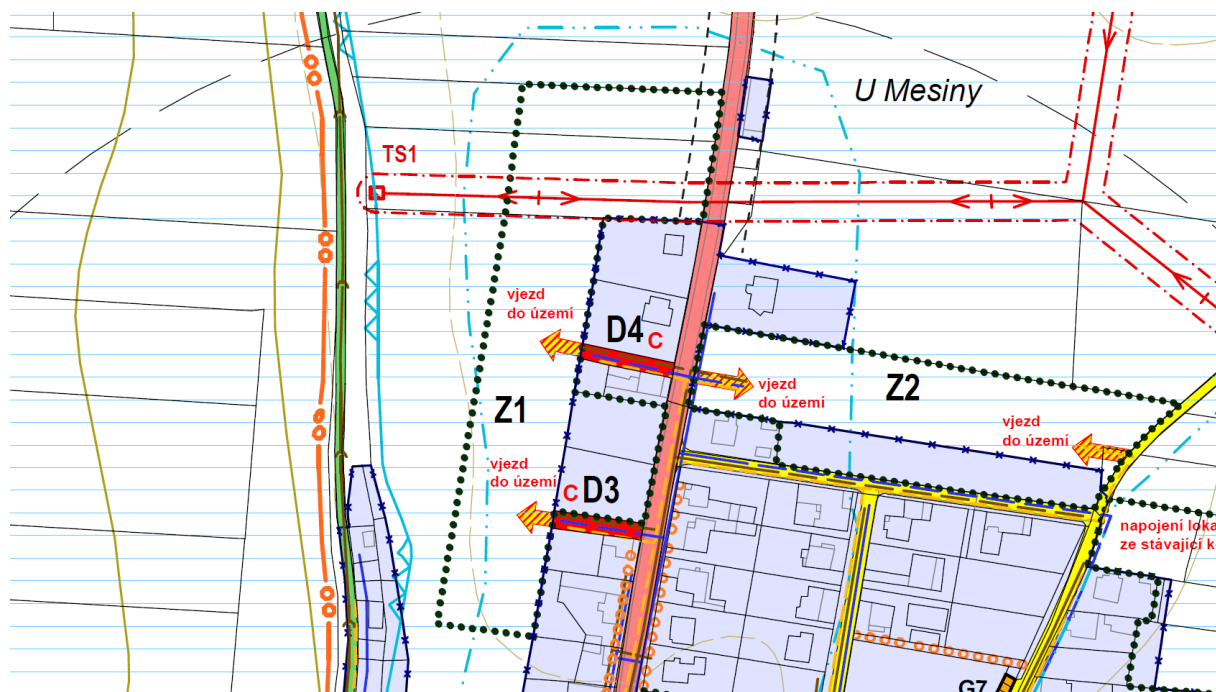 U Mesiny
TS1
vjezd
do území
D4
C
Z1
Z2
vjezd
do území
vjezd
do území
vjezd
do území
C
D3
napojení loka
ze stávající k
G7